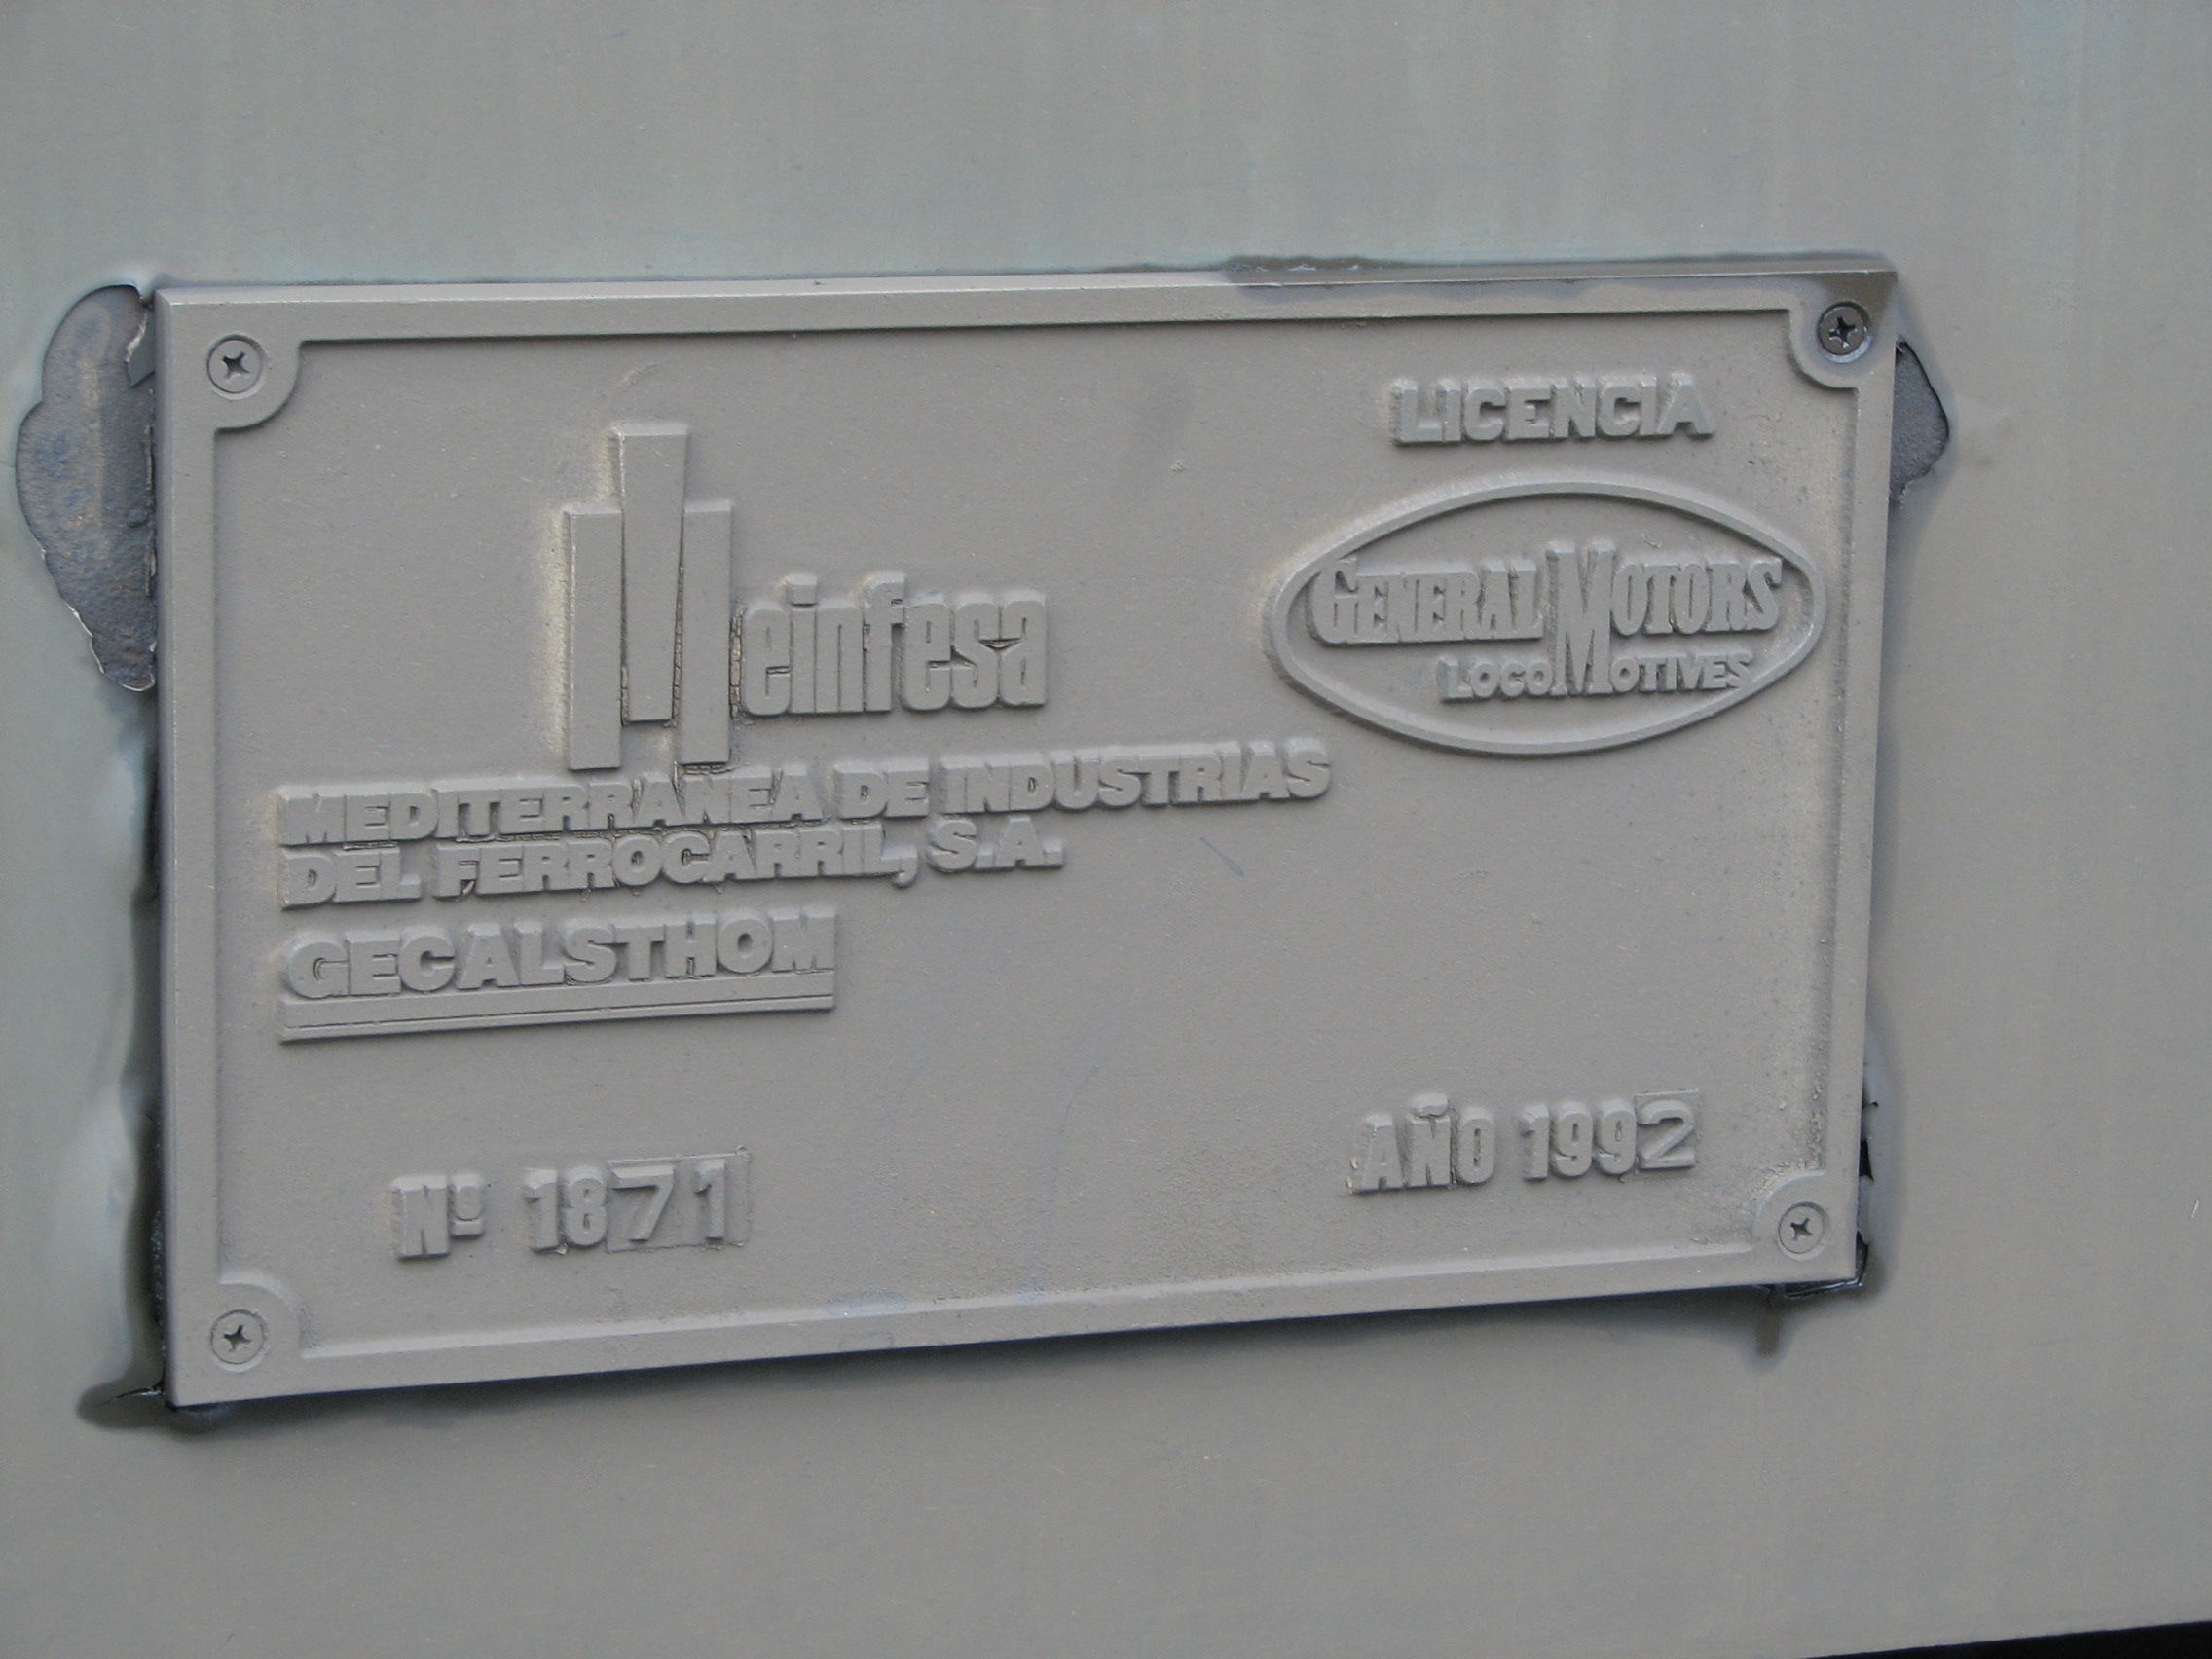 LICENCIA
Meinfesa
GENERAL MOTORS
LOCOMOTIVES
MEDITERRANEA DE INDUSTRIAS
DEL FERROCARRIL, S.A.
GECALSTHOM
Nº 1871
AÑO 1992